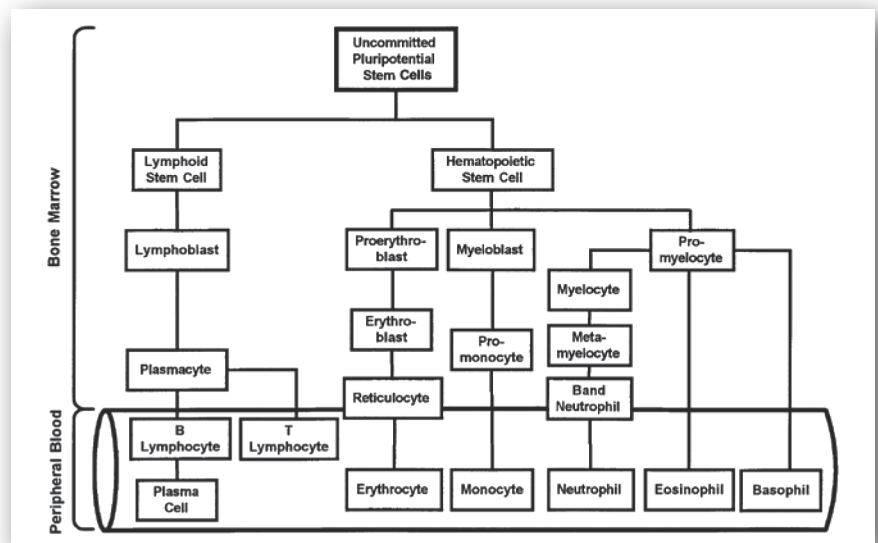 Uncommitted
Pluripotential
Stem Cells
Lymphoid
Stem Cell
Hematopoietic
Stem Cell
Bone Marrow
Lymphoblast
Proerythro-
blast
Myeloblast
Pro-
myelocyte
Myelocyte
Erythro-
blast
Pro-
monocyte
Meta-
myelocyte
Plasmacyte
Reticulocyte
Band
Neutrophil
Peripheral Blood
B
Lymphocyte
T
Lymphocyte
Plasma
Cell
Erythrocyte
Monocyte
Neutrophil
Eosinophil
Basophil